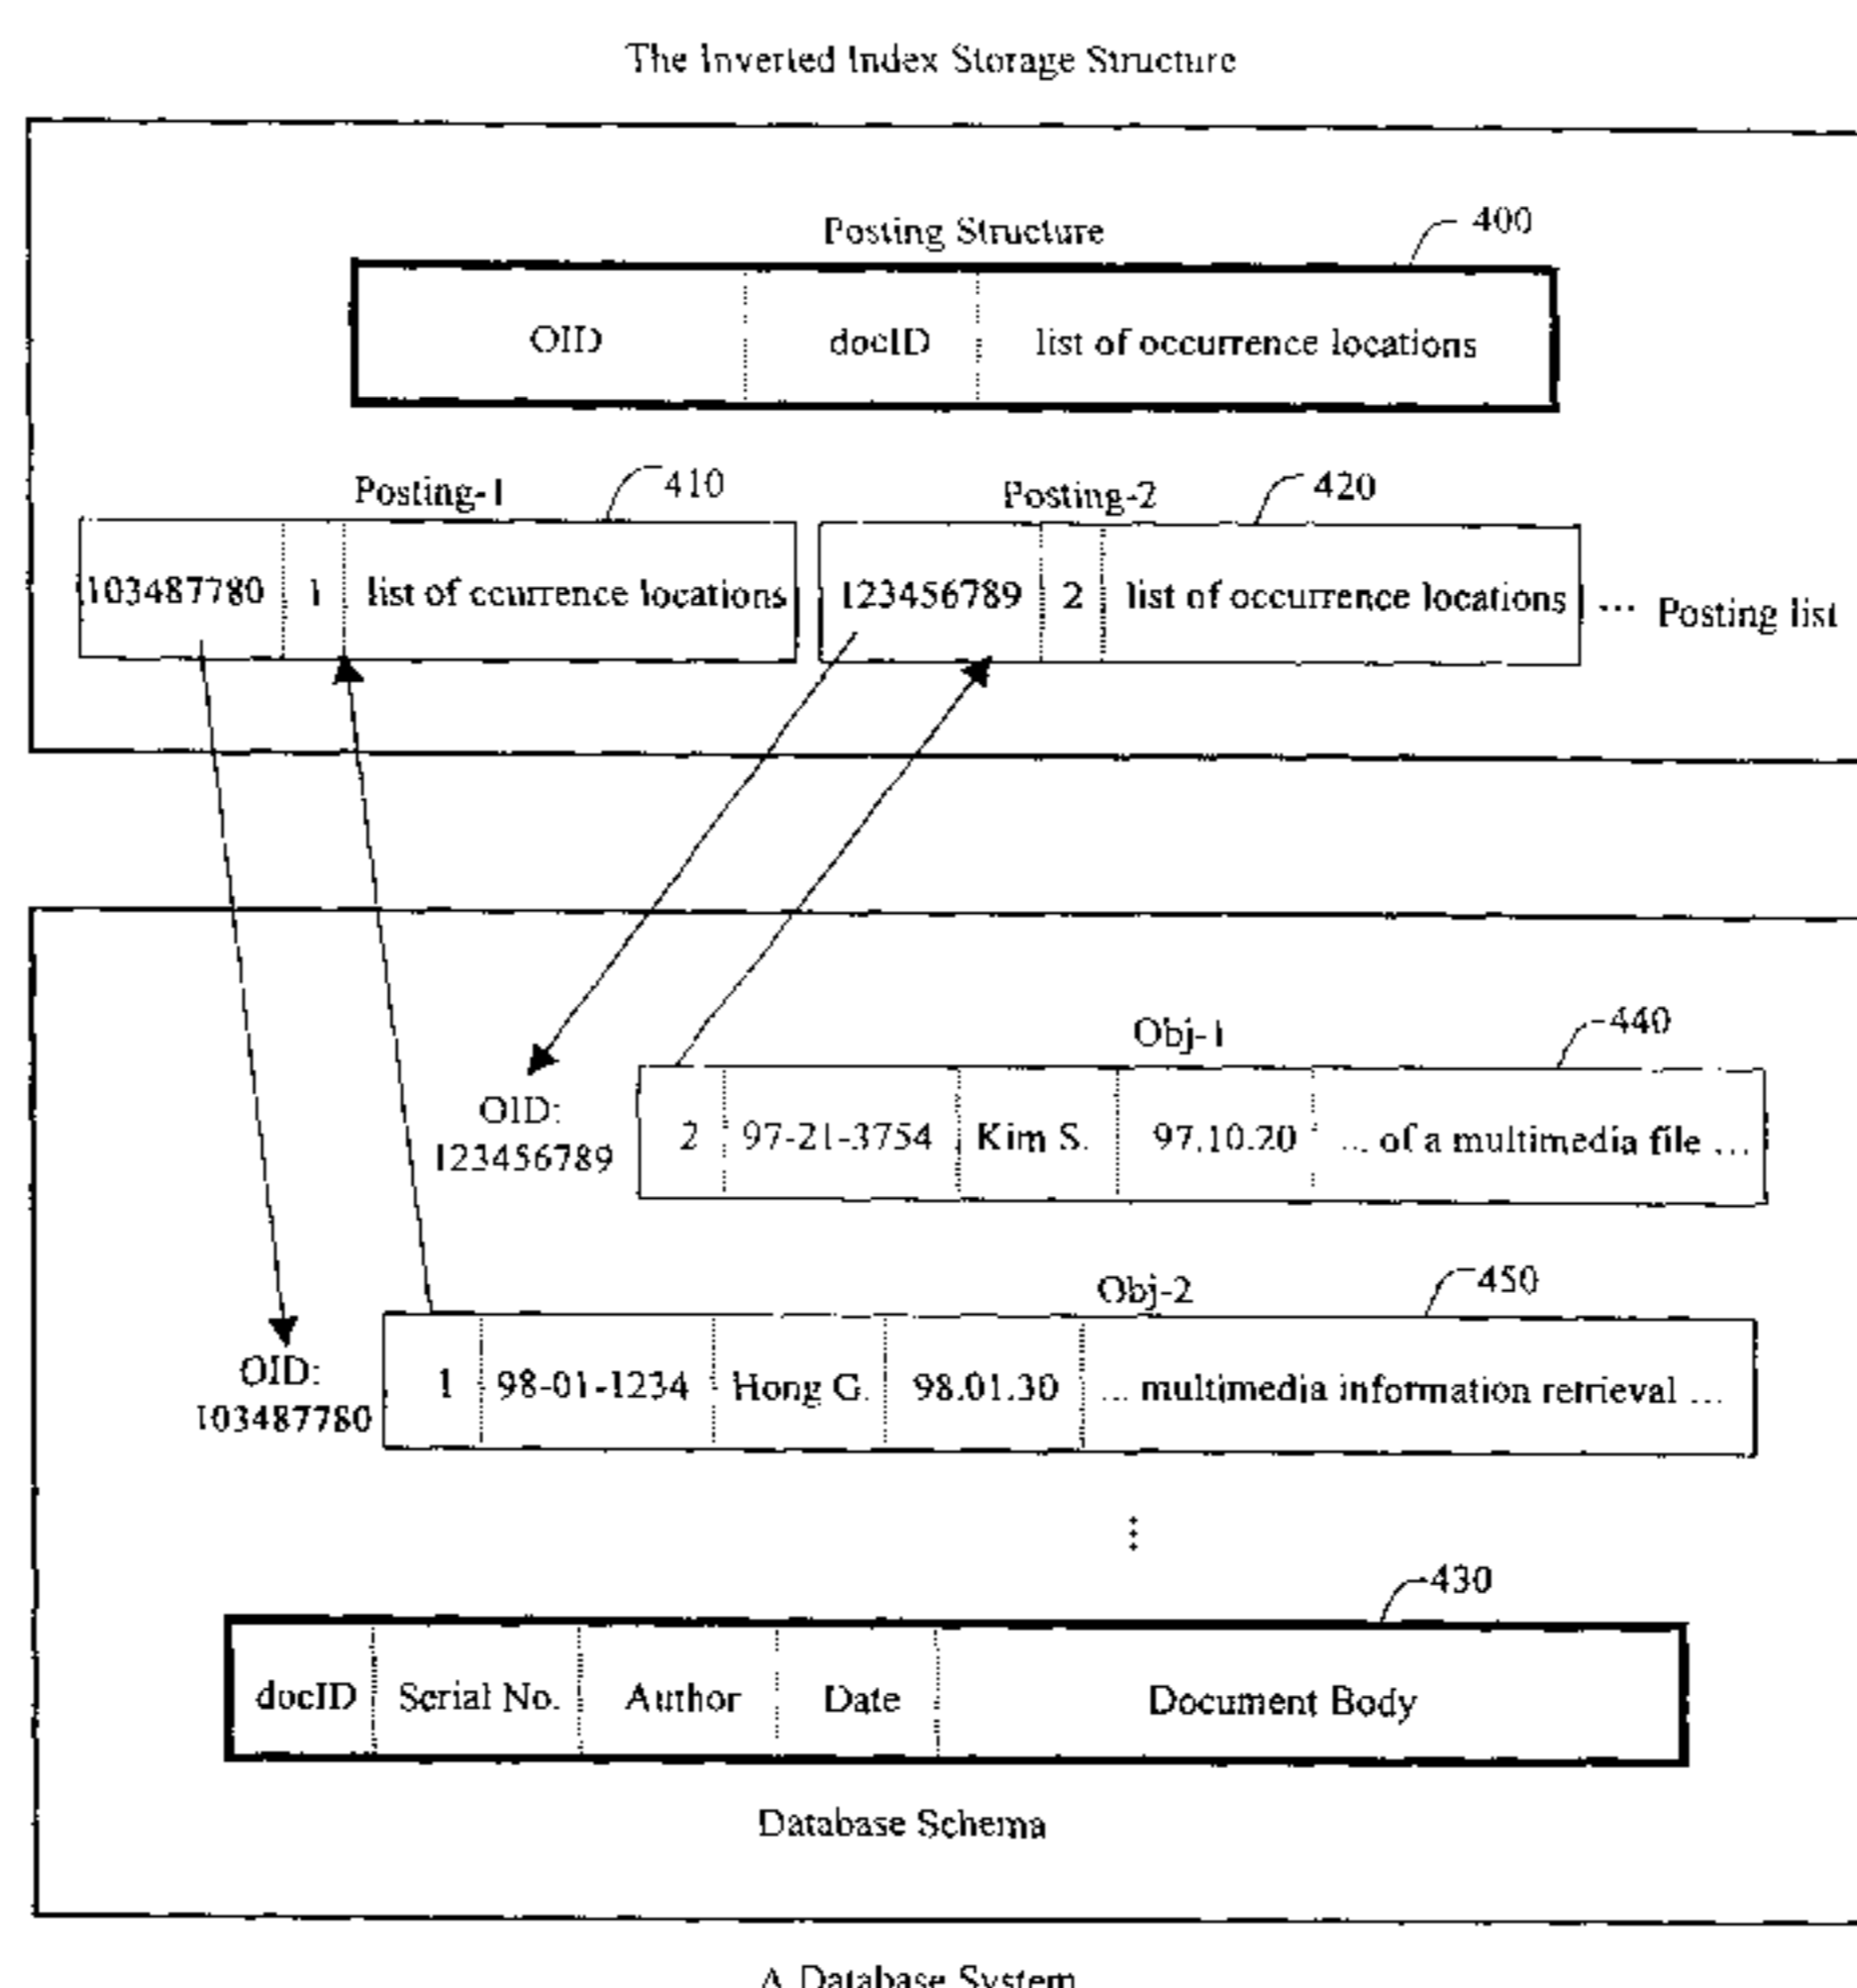 The Inverted Index Storage Structure
Posting Structure
400
OID docID list of occurrence locations
Posting-1 410 Posting-2 420
103487780 1 list of ccurrence locations 123456789 2 list of occurrence locations ... Posting list
Obj-1 440
OID:
123456789
2 97-21-3754 Kim S. 97.10.20 ... of a multimedia file ...
Obj-2 450
OID:
103487780
1 98-01-1234 Hong G. 98.01.30 ... multimedia information retrieval ...
430
docID Serial No. Author Date Document Body
Database Schema
A Database System